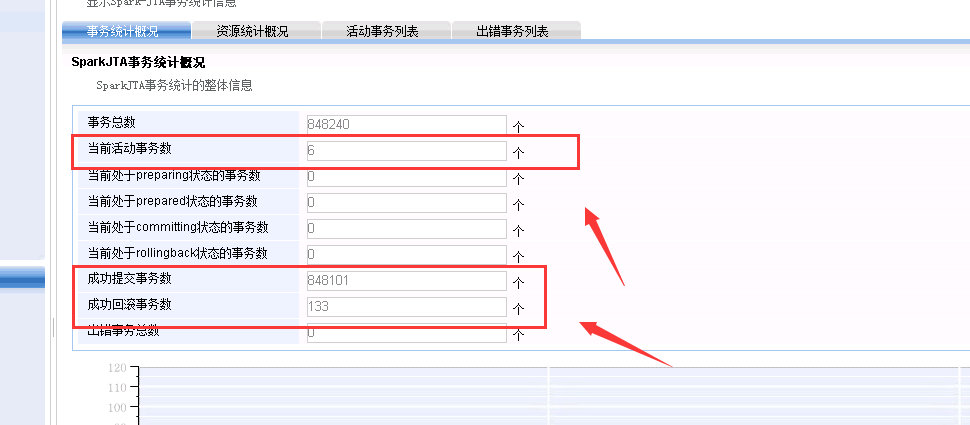 显示Spark-JTA事务统计信息
事务统计概况 资源统计概况 活动事务列表 出错事务列表
SparkJTA事务统计概况
SparkJTA事务统计的整体信息
事务总数 848240 个
当前活动事务数 6 个
当前处于preparing状态的事务数 0 个
当前处于prepared状态的事务数 0 个
当前处于committing状态的事务数 0 个
当前处于rollingback状态的事务数 0 个
成功提交事务数 848101 个
成功回滚事务数 133 个
出错事务总数 0 个
120
110
100